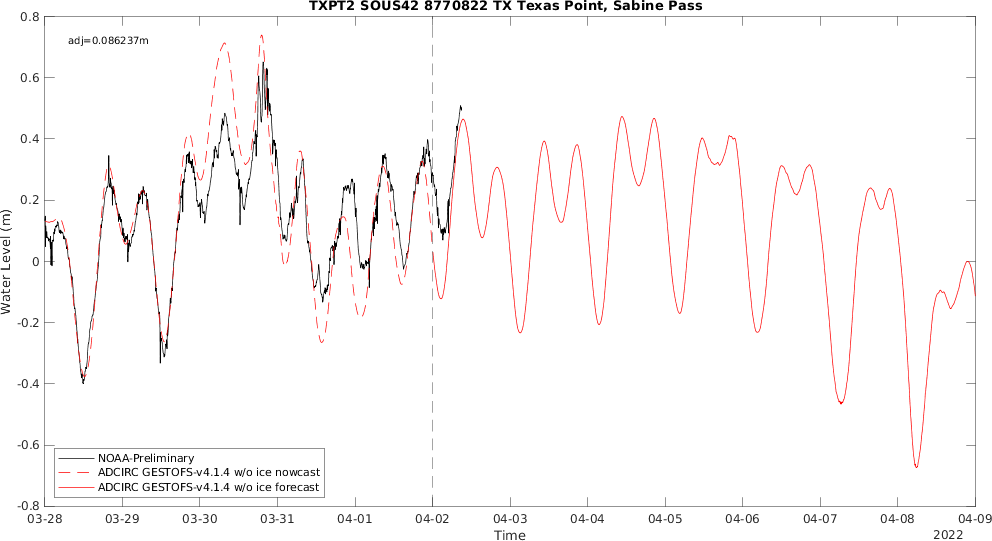 TXPT2 SOUS42 8770822 TX Texas Point, Sabine Pass
adj=0.086237m
0.8
0.6
0.4
0.2
0
-0.2
-0.4
-0.6
-0.8
Water Level (m)
NOAA-Preliminary
ADCIRC GESTOFS-v4.1.4 w/o ice nowcast
ADCIRC GESTOFS-v4.1.4 w/o ice forecast
03-28 03-29 03-30 03-31 04-01 04-02 04-03 04-04 04-05 04-06 04-07 04-08 04-09
Time
2022